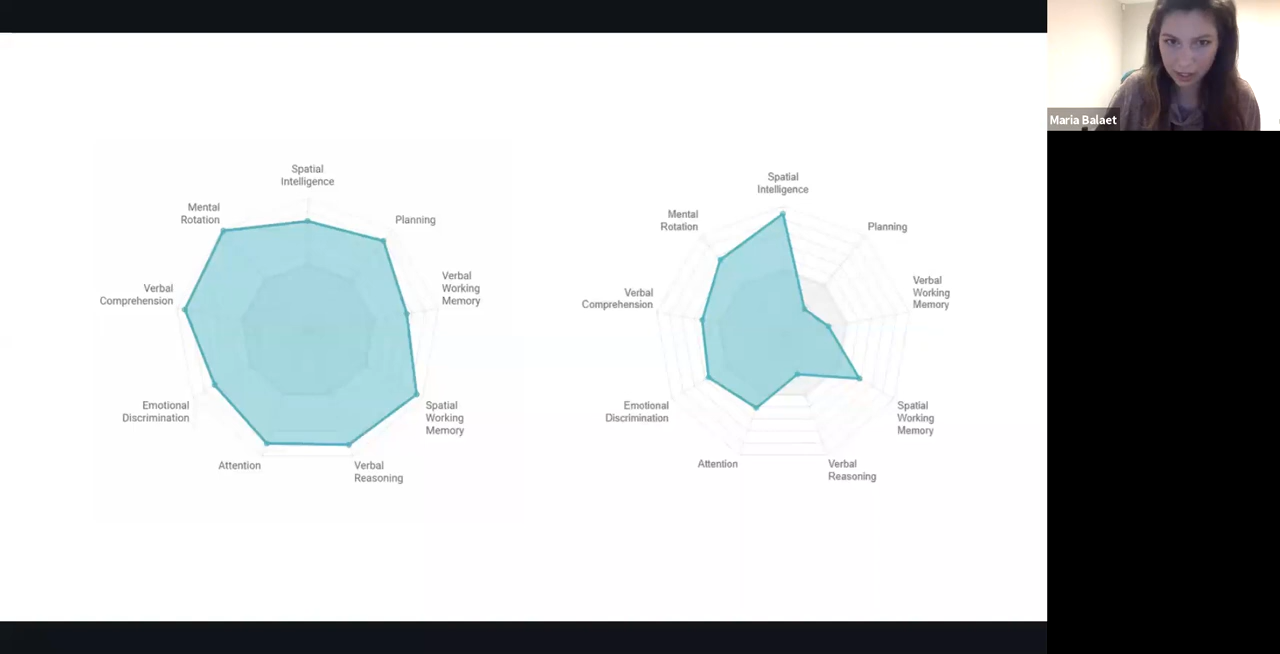 Maria Balaet
Spatial
Intelligence
Mental
Rotation
Planning
Verbal
Comprehension
Verbal
Working
Memory
Emotional
Discrimination
Spatial
Working
Memory
Attention
Verbal
Reasoning
Spatial
Intelligence
Mental
Rotation
Planning
Verbal
Comprehension
Verbal
Working
Memory
Emotional
Discrimination
Spatial
Working
Memory
Attention
Verbal
Reasoning